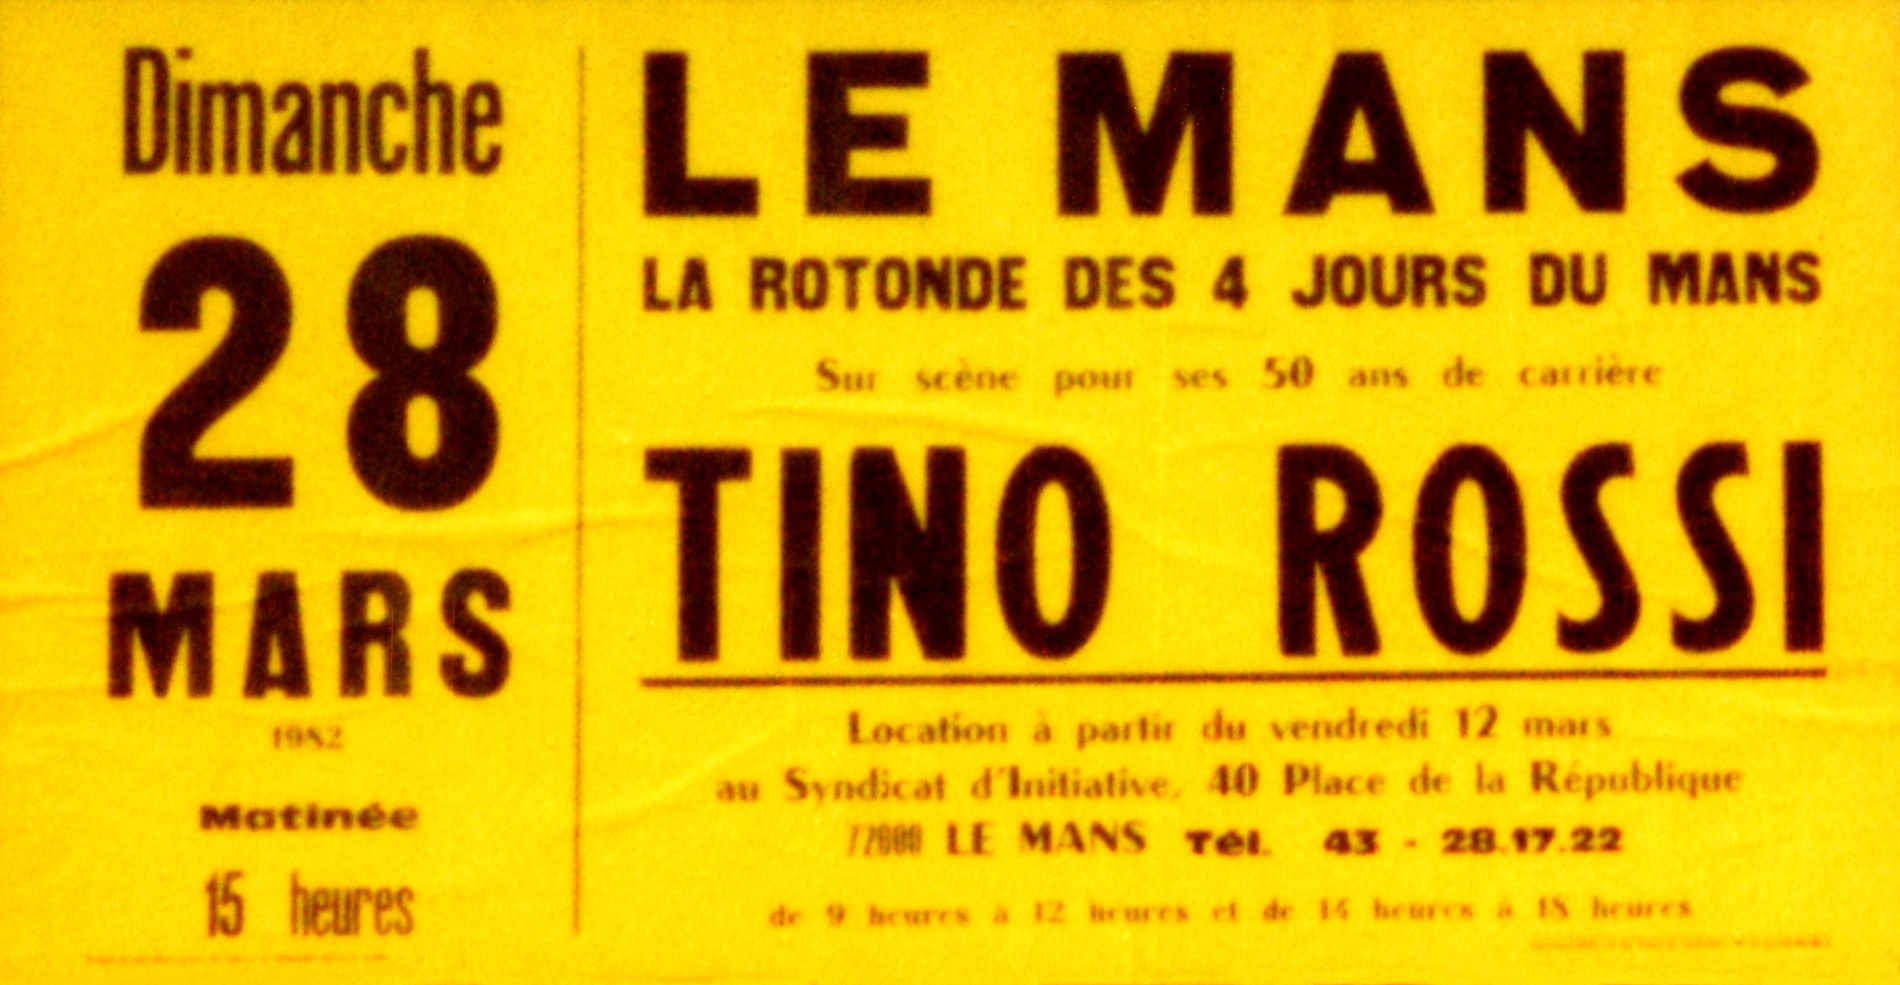 Dimanche
28
MARS
1982
Matinée
15 heures
LE MANS
LA ROTONDE DES 4 JOURS DU MANS
Sur scène pour ses 50 ans de carrière
TINO ROSSI
Location à partir du vendredi 12 mars
au Syndicat d'Initiative, 40 Place de la République
72000 LE MANS Tél. 43 - 28.17.22
de 9 heures à 12 heures et de 14 heures à 18 heures